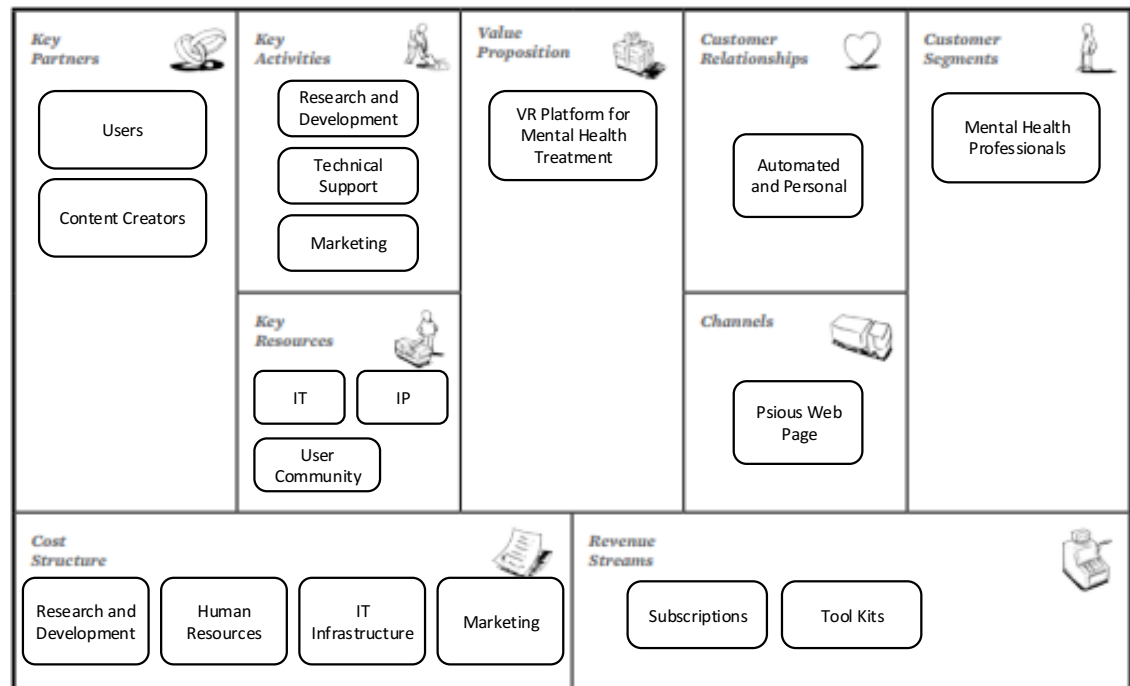 Key
Partners
Users
Content Creators
Key
Activities
Research and
Development
Technical
Support
Marketing
Key
Resources
IT
IP
User
Community
Value
Proposition
VR Platform for
Mental Health
Treatment
Customer
Relationships
Automated
and Personal
Channels
Psious Web
Page
Customer
Segments
Mental Health
Professionals
Cost
Structure
Research and
Development
Human
Resources
IT
Infrastructure
Marketing
Revenue
Streams
Subscriptions
Tool Kits